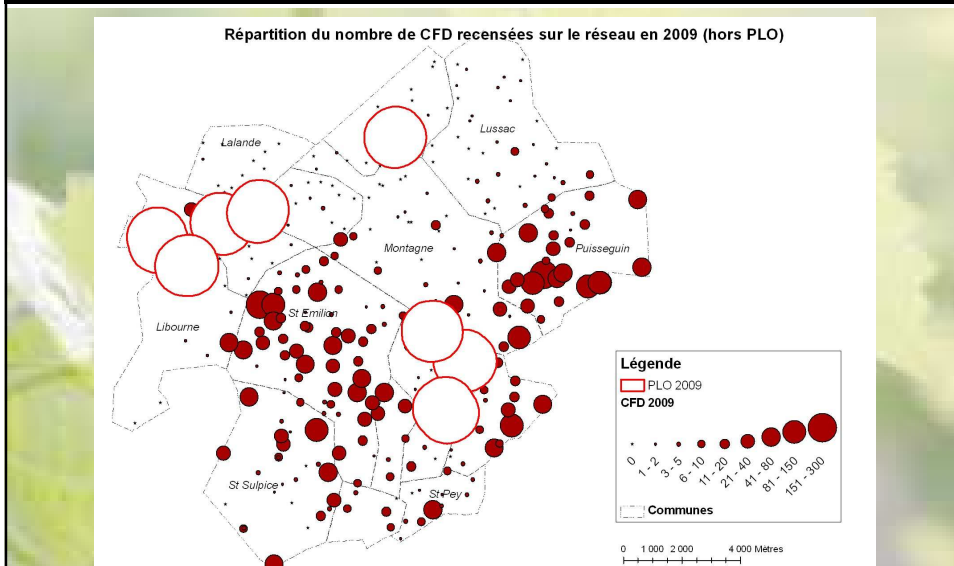 Répartition du nombre de CFD recensées sur le réseau en 2009 (hors PLO)
Lussac
Lalande
Montagne
Puisseguin
St Emilion
Libourne
St Sulpice
St Pey
Légende
PLO 2009
CFD 2009
0
1 - 2
3 - 5
6 - 10
11 - 20
21 - 40
41 - 80
81 - 150
151 - 300
Communes
0 1 000 2 000 4 000 Mètres